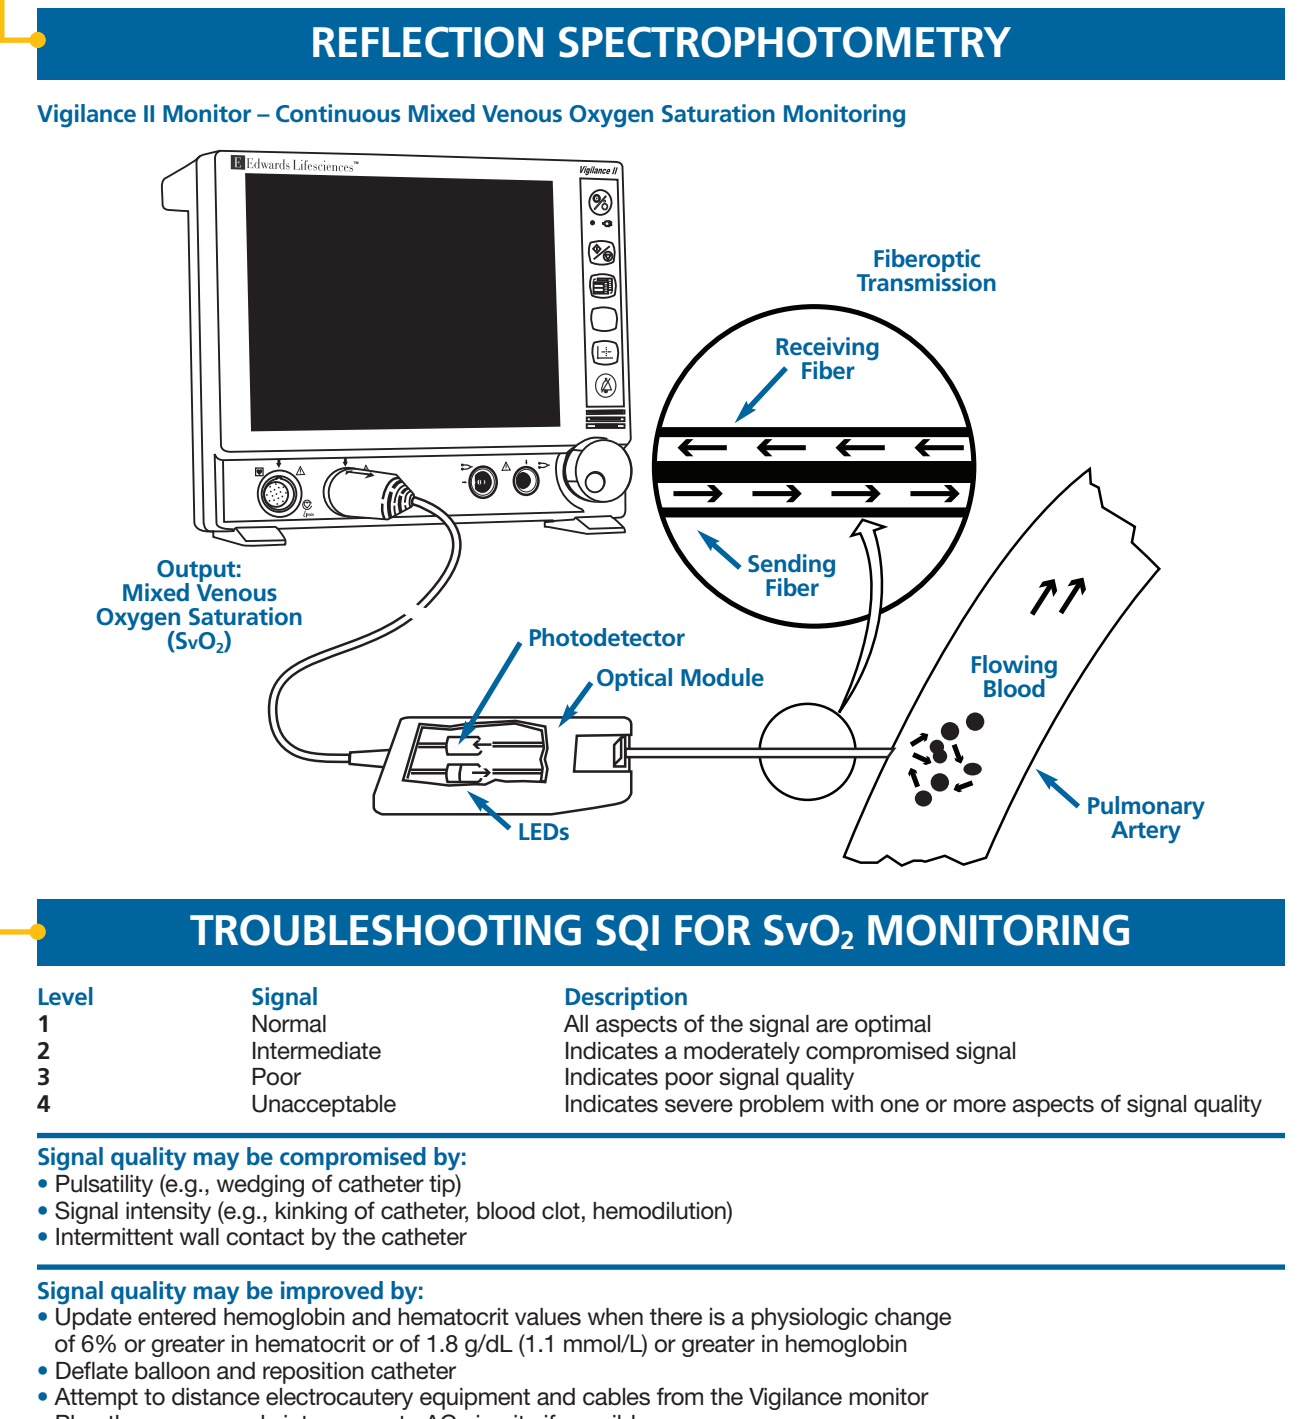 REFLECTION SPECTROPHOTOMETRY
Vigilance II Monitor – Continuous Mixed Venous Oxygen Saturation Monitoring
E Edwards Lifesciences™
Vigilance II
Fiberoptic
Transmission
Receiving
Fiber
Sending
Fiber
Output:
Mixed Venous
Oxygen Saturation
(SvO₂)
Photodetector
Optical Module
LEDs
Flowing
Blood
Pulmonary
Artery
TROUBLESHOOTING SQI FOR SvO₂ MONITORING
Level Signal Description
1 Normal All aspects of the signal are optimal
2 Intermediate Indicates a moderately compromised signal
3 Poor Indicates poor signal quality
4 Unacceptable Indicates severe problem with one or more aspects of signal quality
Signal quality may be compromised by:
• Pulsatility (e.g., wedging of catheter tip)
• Signal intensity (e.g., kinking of catheter, blood clot, hemodilution)
• Intermittent wall contact by the catheter
Signal quality may be improved by:
• Update entered hemoglobin and hematocrit values when there is a physiologic change
of 6% or greater in hematocrit or of 1.8 g/dL (1.1 mmol/L) or greater in hemoglobin
• Deflate balloon and reposition catheter
• Attempt to distance electrocautery equipment and cables from the Vigilance monitor